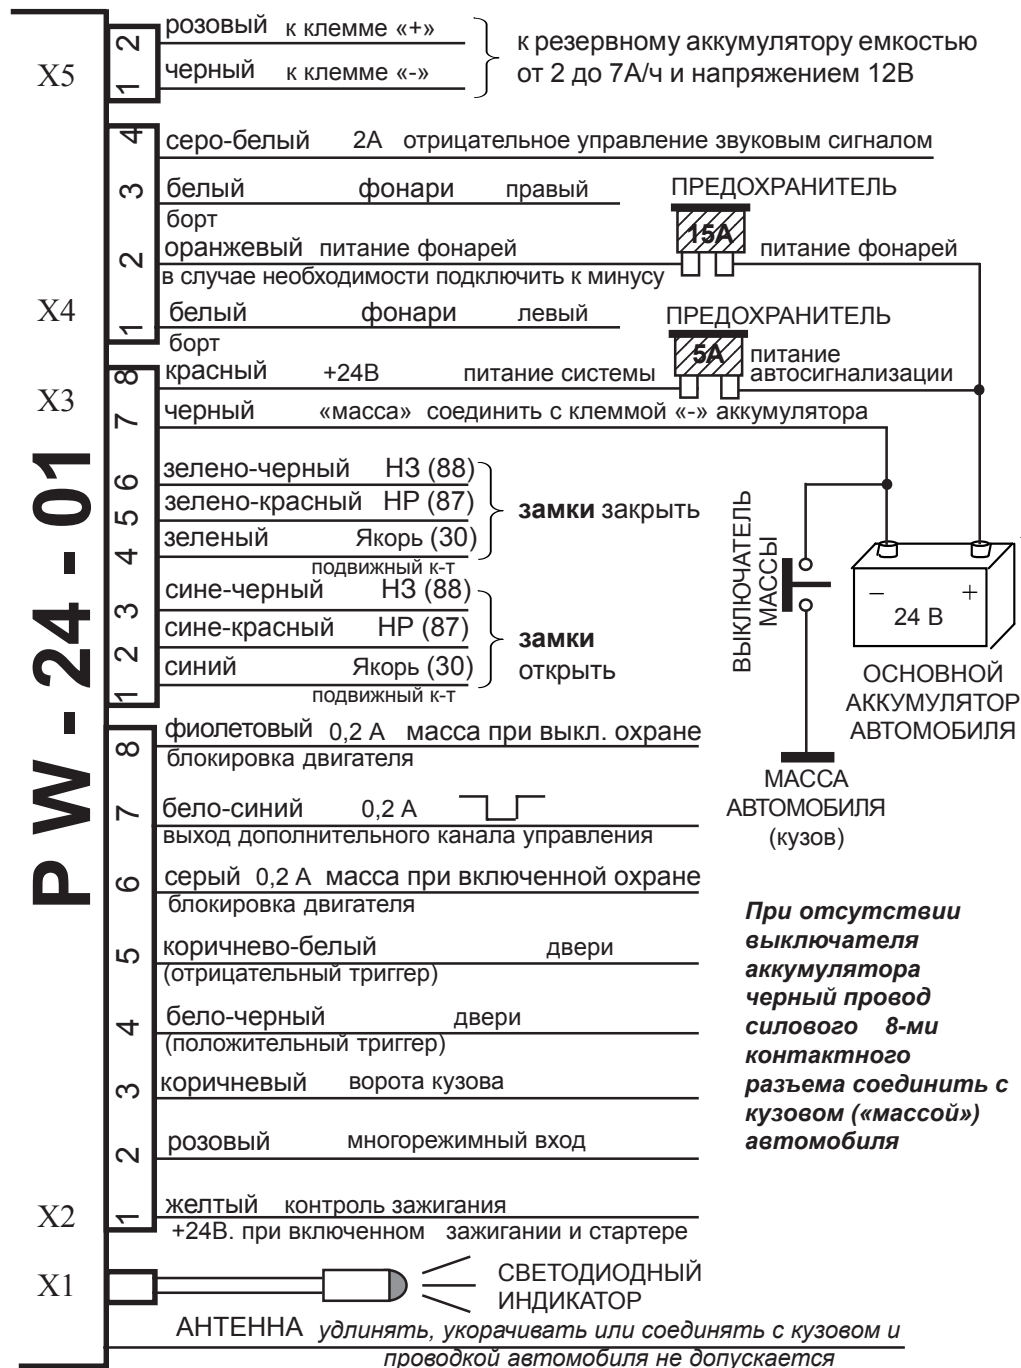 X5
2 розовый к клемме «+»
1 черный к клемме «-»
к резервному аккумулятору емкостью
от 2 до 7А/ч и напряжением 12В
X4
4 серо-белый 2А отрицательное управление звуковым сигналом
3 белый фонари правый
борт
ПРЕДОХРАНИТЕЛЬ
15А
2 оранжевый питание фонарей
питание фонарей
в случае необходимости подключить к минусу
1 белый фонари левый
борт
ПРЕДОХРАНИТЕЛЬ
5А
X3
8 красный +24В питание системы
питание
автосигнализации
7 черный «масса» соединить с клеммой «-» аккумулятора
6 зелено-черный НЗ (88)
5 зелено-красный НР (87)
4 зеленый Якорь (30)
подвижный к-т
замки закрыть
3 сине-черный НЗ (88)
2 сине-красный НР (87)
1 синий Якорь (30)
подвижный к-т
замки
открыть
ВЫКЛЮЧАТЕЛЬ
МАССЫ
– +
24 В
ОСНОВНОЙ
АККУМУЛЯТОР
АВТОМОБИЛЯ
МАССА
АВТОМОБИЛЯ
(кузов)
PW-24-01
X2
8 фиолетовый 0,2 А масса при выкл. охране
блокировка двигателя
7 бело-синий 0,2 А
выход дополнительного канала управления
6 серый 0,2 А масса при включенной охране
блокировка двигателя
5 коричнево-белый двери
(отрицательный триггер)
4 бело-черный двери
(положительный триггер)
3 коричневый ворота кузова
2 розовый многорежимный вход
1 желтый контроль зажигания
+24В. при включенном зажигании и стартере
При отсутствии
выключателя
аккумулятора
черный провод
силового 8-ми
контактного
разъема соединить с
кузовом («массой»)
автомобиля
X1
СВЕТОДИОДНЫЙ
ИНДИКАТОР
АНТЕННА удлинять, укорачивать или соединять с кузовом и
проводкой автомобиля не допускается